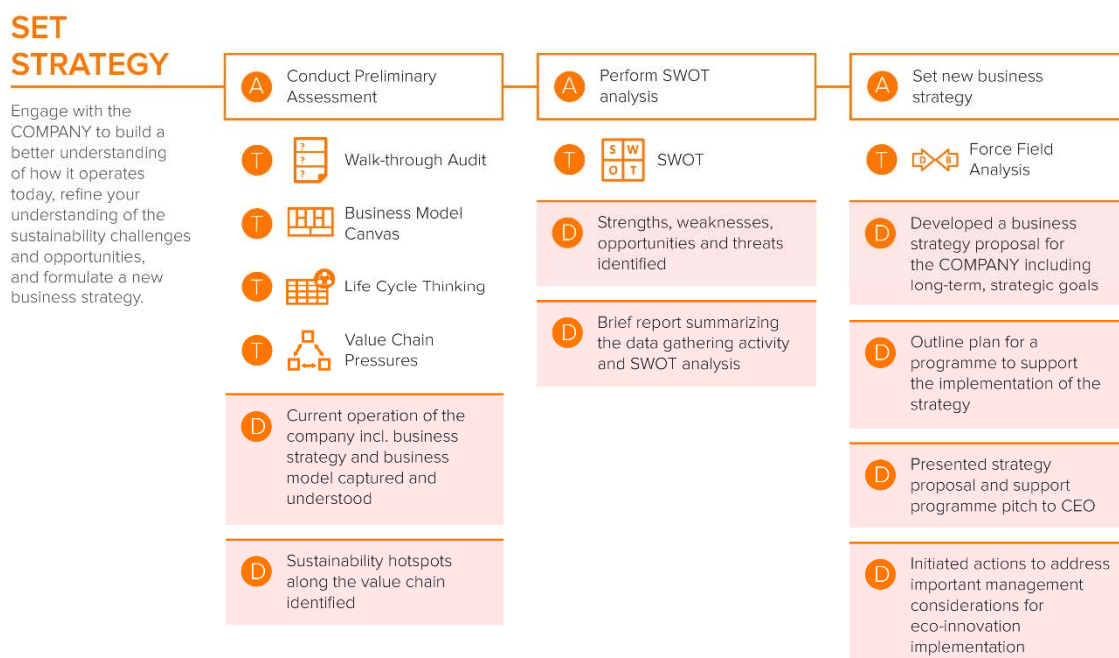 SET
STRATEGY
Engage with the
COMPANY to build a
better understanding
of how it operates
today, refine your
understanding of the
sustainability challenges
and opportunities,
and formulate a new
business strategy.
A
Conduct Preliminary
Assessment
T
?
?
?
Walk-through Audit
T
Business Model
Canvas
T
Life Cycle Thinking
T
Value Chain
Pressures
D
Current operation of the
company incl. business
strategy and business
model captured and
understood
D
Sustainability hotspots
along the value chain
identified
A
Perform SWOT
analysis
T
S W
O T
SWOT
D
Strengths, weaknesses,
opportunities and threats
identified
D
Brief report summarizing
the data gathering activity
and SWOT analysis
A
Set new business
strategy
T
D B
Force Field
Analysis
D
Developed a business
strategy proposal for
the COMPANY including
long-term, strategic goals
D
Outline plan for a
programme to support
the implementation of the
strategy
D
Presented strategy
proposal and support
programme pitch to CEO
D
Initiated actions to address
important management
considerations for
eco-innovation
implementation